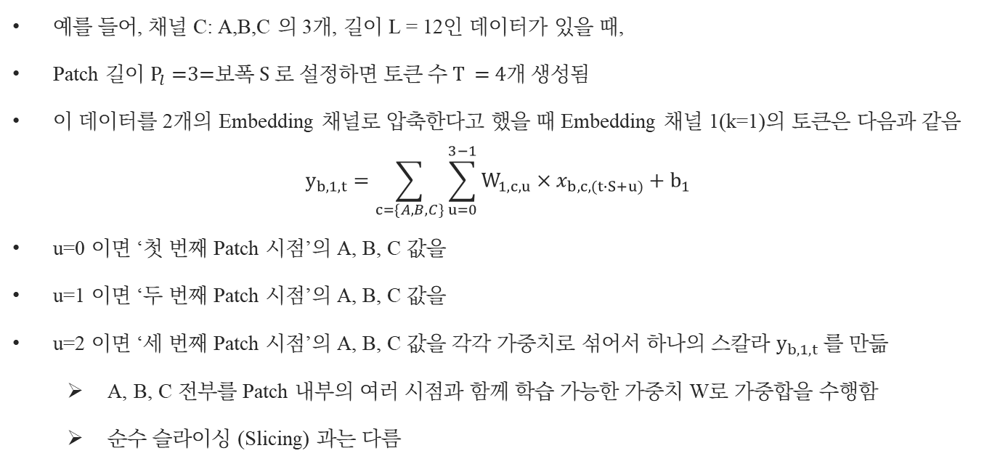 • 예를 들어, 채널 C: A,B,C 의 3개, 길이 L = 12인 데이터가 있을 때,
• Patch 길이 P_l =3=보폭 S 로 설정하면 토큰 수 T = 4개 생성됨
• 이 데이터를 2개의 Embedding 채널로 압축한다고 했을 때 Embedding 채널 1(k=1)의 토큰은 다음과 같음
y_{b,1,t} = ∑_{c={A,B,C}} ∑_{u=0}^{3−1} W_{1,c,u} × x_{b,c,(t·S+u)} + b_1
• u=0 이면 ‘첫 번째 Patch 시점’의 A, B, C 값을
• u=1 이면 ‘두 번째 Patch 시점’의 A, B, C 값을
• u=2 이면 ‘세 번째 Patch 시점’의 A, B, C 값을 각각 가중치로 섞어서 하나의 스칼라 y_{b,1,t} 를 만듦
➢ A, B, C 전부를 Patch 내부의 여러 시점과 함께 학습 가능한 가중치 W로 가중합을 수행함
➢ 순수 슬라이싱 (Slicing) 과는 다름